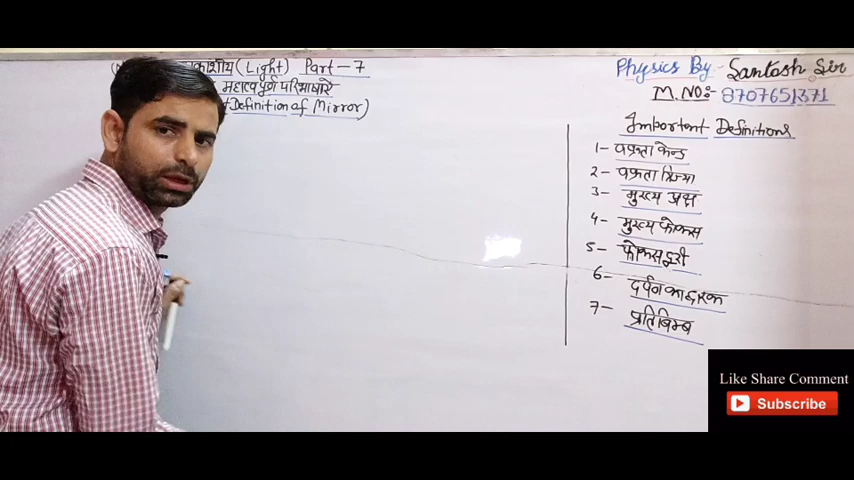 (Light) Part-7
महत्वपूर्ण परिभाषाएँ
Definition of Mirror)
Physics By- Santosh Sir
M.NO:- 8707651371
Important Definitions
1- वक्रता केन्द्र
2- वक्रता त्रिज्या
3- मुख्य अक्ष
4- मुख्य फोकस
5- फोकस दूरी
6- दर्पण का द्वारक
7- प्रतिबिम्ब
Like Share Comment
Subscribe